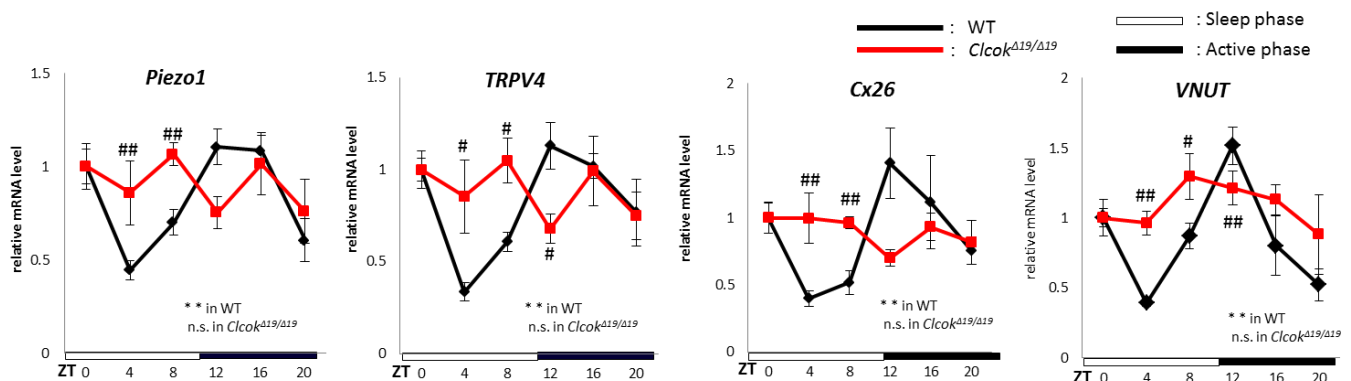 : WT
: Clcok^Δ19/Δ19
: Sleep phase
: Active phase
Piezo1
relative mRNA level
1.5
1
0.5
0
##
##
* * in WT
n.s. in Clcok^Δ19/Δ19
ZT 0 4 8 12 16 20
TRPV4
relative mRNA level
1.5
1
0.5
0
#
#
#
* * in WT
n.s. in Clcok^Δ19/Δ19
0 4 8 12 16 20
Cx26
relative mRNA level
2
1.5
1
0.5
0
##
##
* * in WT
n.s. in Clcok^Δ19/Δ19
ZT 0 4 8 12 16 20
VNUT
relative mRNA level
2
1.5
1
0.5
0
##
#
##
* * in WT
n.s. in Clcok^Δ19/Δ19
ZT 0 4 8 12 16 20